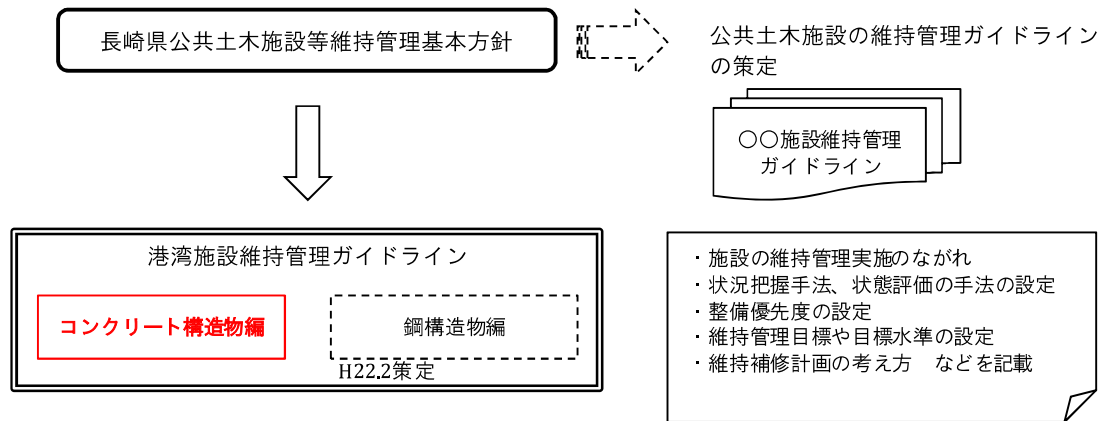 長崎県公共土木施設等維持管理基本方針
公共土木施設の維持管理ガイドライン
の策定
〇〇施設維持管理
ガイドライン
港湾施設維持管理ガイドライン
コンクリート構造物編
鋼構造物編
H22.2策定
・施設の維持管理実施のながれ
・状況把握手法、状態評価の手法の設定
・整備優先度の設定
・維持管理目標や目標水準の設定
・維持補修計画の考え方　などを記載